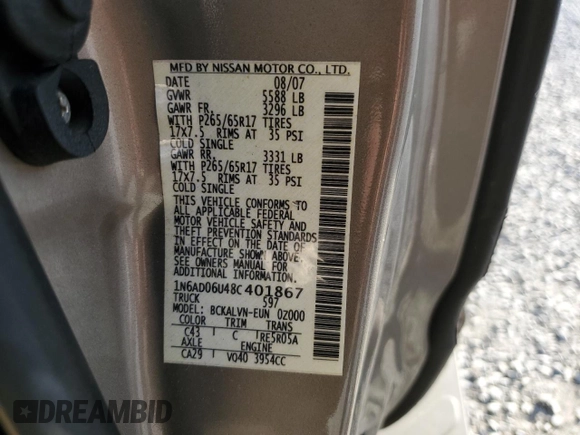 MFD BY NISSAN MOTOR CO., LTD.
DATE 08/07
GVWR 5588 LB
GAWR FR. 3296 LB
WITH P265/65R17 TIRES
17X7.5 RIMS AT 35 PSI
COLD SINGLE
GAWR RR. 3331 LB
WITH P265/65R17 TIRES
17X7.5 RIMS AT 35 PSI
COLD SINGLE
THIS VEHICLE CONFORMS TO
ALL APPLICABLE FEDERAL
MOTOR VEHICLE SAFETY AND
THEFT PREVENTION STANDARDS
IN EFFECT ON THE DATE OF
MANUFACTURE SHOWN ABOVE.
SEE OWNERS MANUAL FOR
ADDITIONAL INFORMATION.
1N6AD06U48C401867
TRUCK 597
MODEL: BCKALVN-EUN 0Z000
COLOR TRIM TRANS
C43 C RE5R05A
AXLE ENGINE
CA29 VQ40 3954CC
DREAMBID